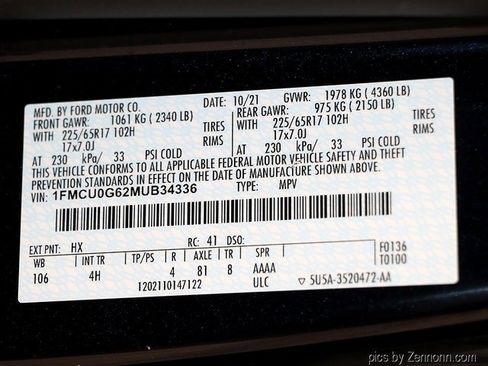 MFD. BY FORD MOTOR CO.
DATE: 10/21 GVWR: 1978 KG ( 4360 LB)
FRONT GAWR: 1061 KG ( 2340 LB) REAR GAWR: 975 KG ( 2150 LB)
WITH 225/65R17 102H TIRES WITH 225/65R17 102H TIRES
17x7.0J RIMS 17x7.0J RIMS
AT 230 kPa/ 33 PSI COLD AT 230 kPa/ 33 PSI COLD
THIS VEHICLE CONFORMS TO ALL APPLICABLE FEDERAL MOTOR VEHICLE SAFETY AND THEFT
PREVENTION STANDARDS IN EFFECT ON THE DATE OF MANUFACTURE SHOWN ABOVE.
1FMCU0G62MUB34336 TYPE: MPV
EXT PNT: HX RC: 41 DSO: F0136
WB INT TR TP/PS R AXLE TR SPR T0100
106 4H 4 81 8 AAAA
1202110147122 ULC ▽ 5U5A-3520472-AA
pics by Zennonn.com